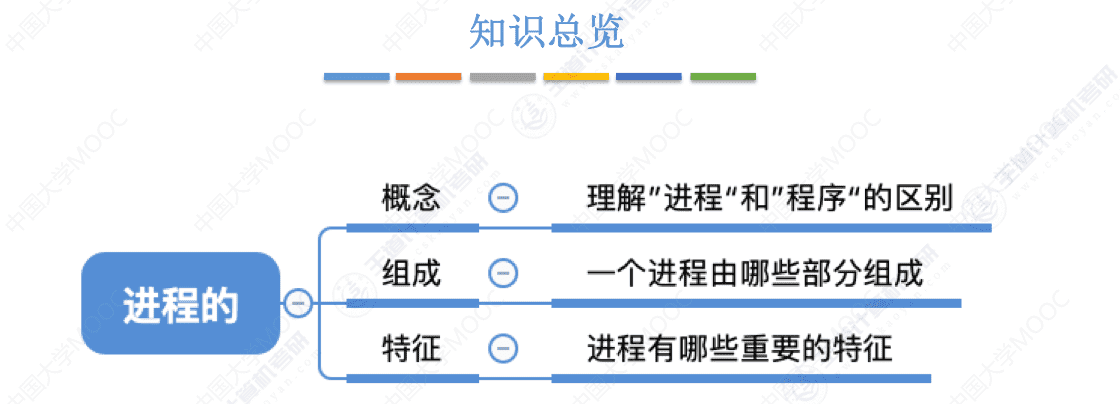 知识总览
概念
理解”进程“和”程序“的区别
进程的
组成
一个进程由哪些部分组成
特征
进程有哪些重要的特征
中国大学MOOC
王道计算机考研